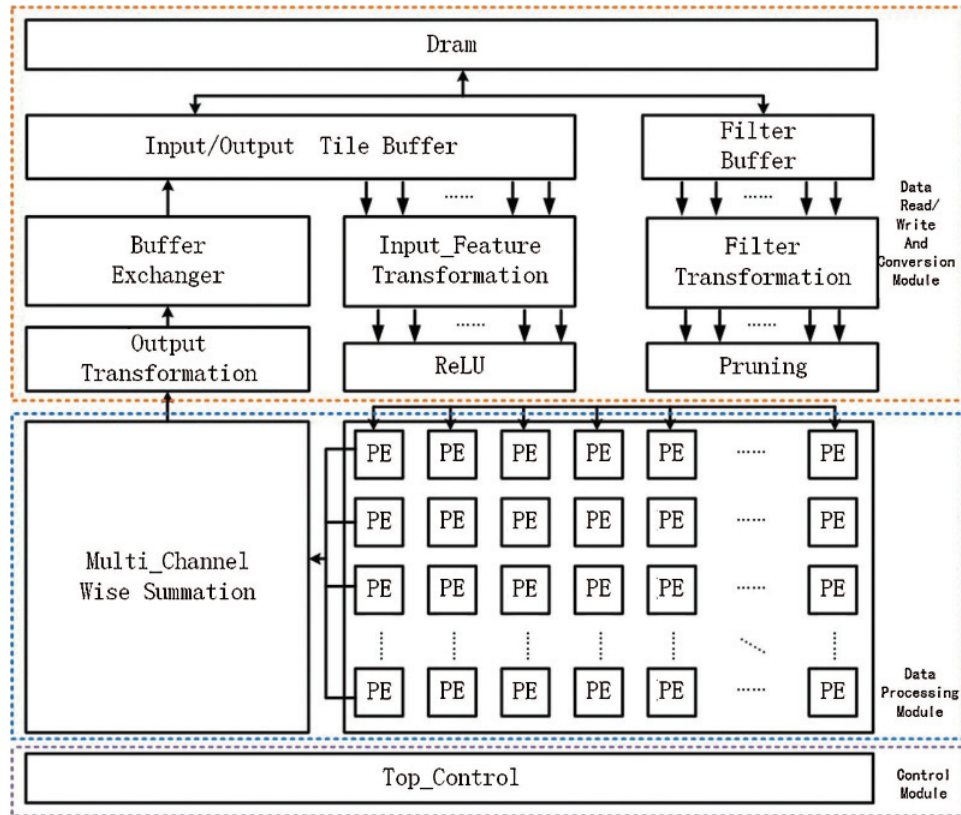 Dram
Input/Output Tile Buffer
Filter
Buffer
Data
Read/
Write
And
Conversion
Module
...... ......
Buffer
Exchanger
Input_Feature
Transformation
Filter
Transformation
...... ......
Output
Transformation
ReLU
Pruning
Multi_Channel
Wise Summation
PE PE PE PE PE ...... PE
PE PE PE PE PE ...... PE
PE PE PE PE PE ...... PE
...... ...... ...... ...... ...... ...... ......
PE PE PE PE PE ...... PE
Data
Processing
Module
Top_Control
Control
Module